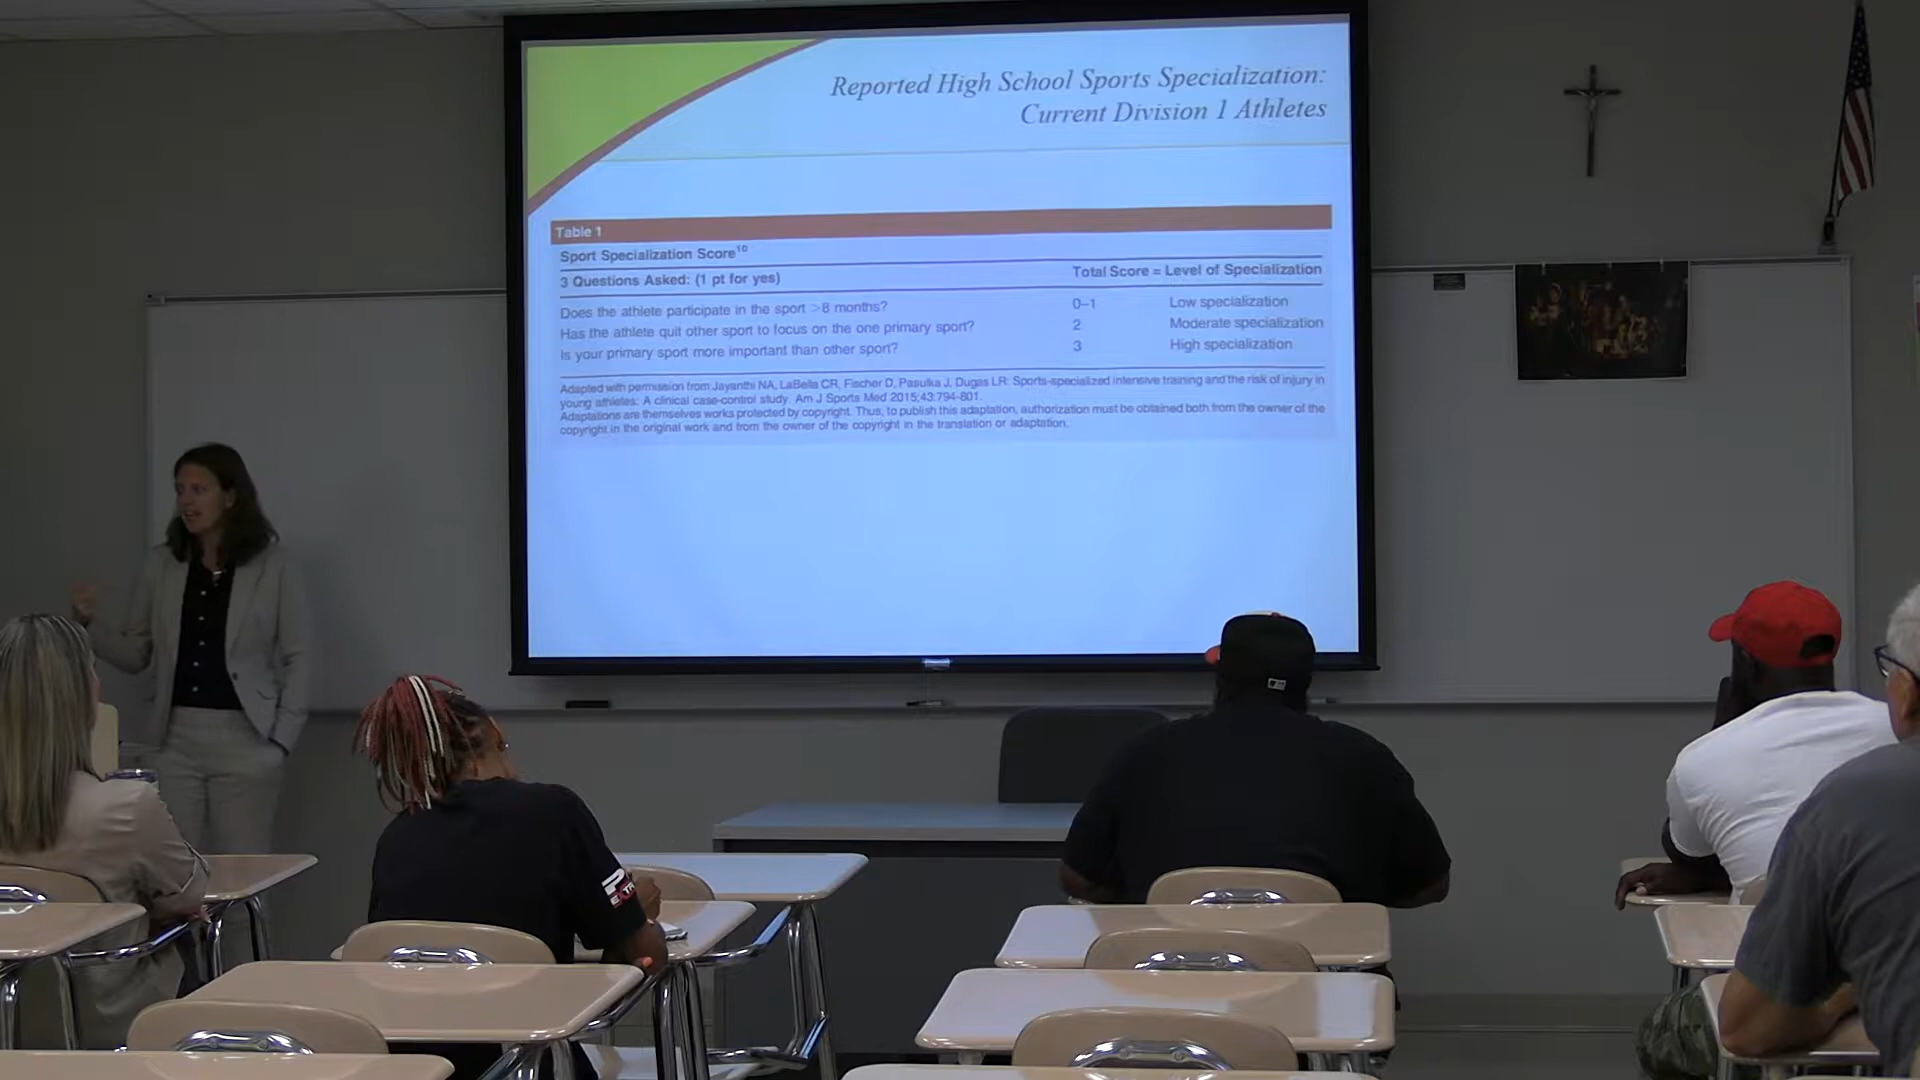 Reported High School Sports Specialization:
Current Division 1 Athletes
Table 1
Sport Specialization Score10
3 Questions Asked: (1 pt for yes) Total Score = Level of Specialization
Does the athlete participate in the sport >8 months? 0–1 Low specialization
Has the athlete quit other sport to focus on the one primary sport? 2 Moderate specialization
Is your primary sport more important than other sport? 3 High specialization
Adapted with permission from Jayanthi NA, LaBella CR, Fischer D, Pasulka J, Dugas LR: Sports-specialized intensive training and the risk of injury in
young athletes: A clinical case-control study. Am J Sports Med 2015;43:794-801.
Adaptations are themselves works protected by copyright. Thus, to publish this adaptation, authorization must be obtained both from the owner of the
copyright in the original work and from the owner of the copyright in the translation or adaptation.